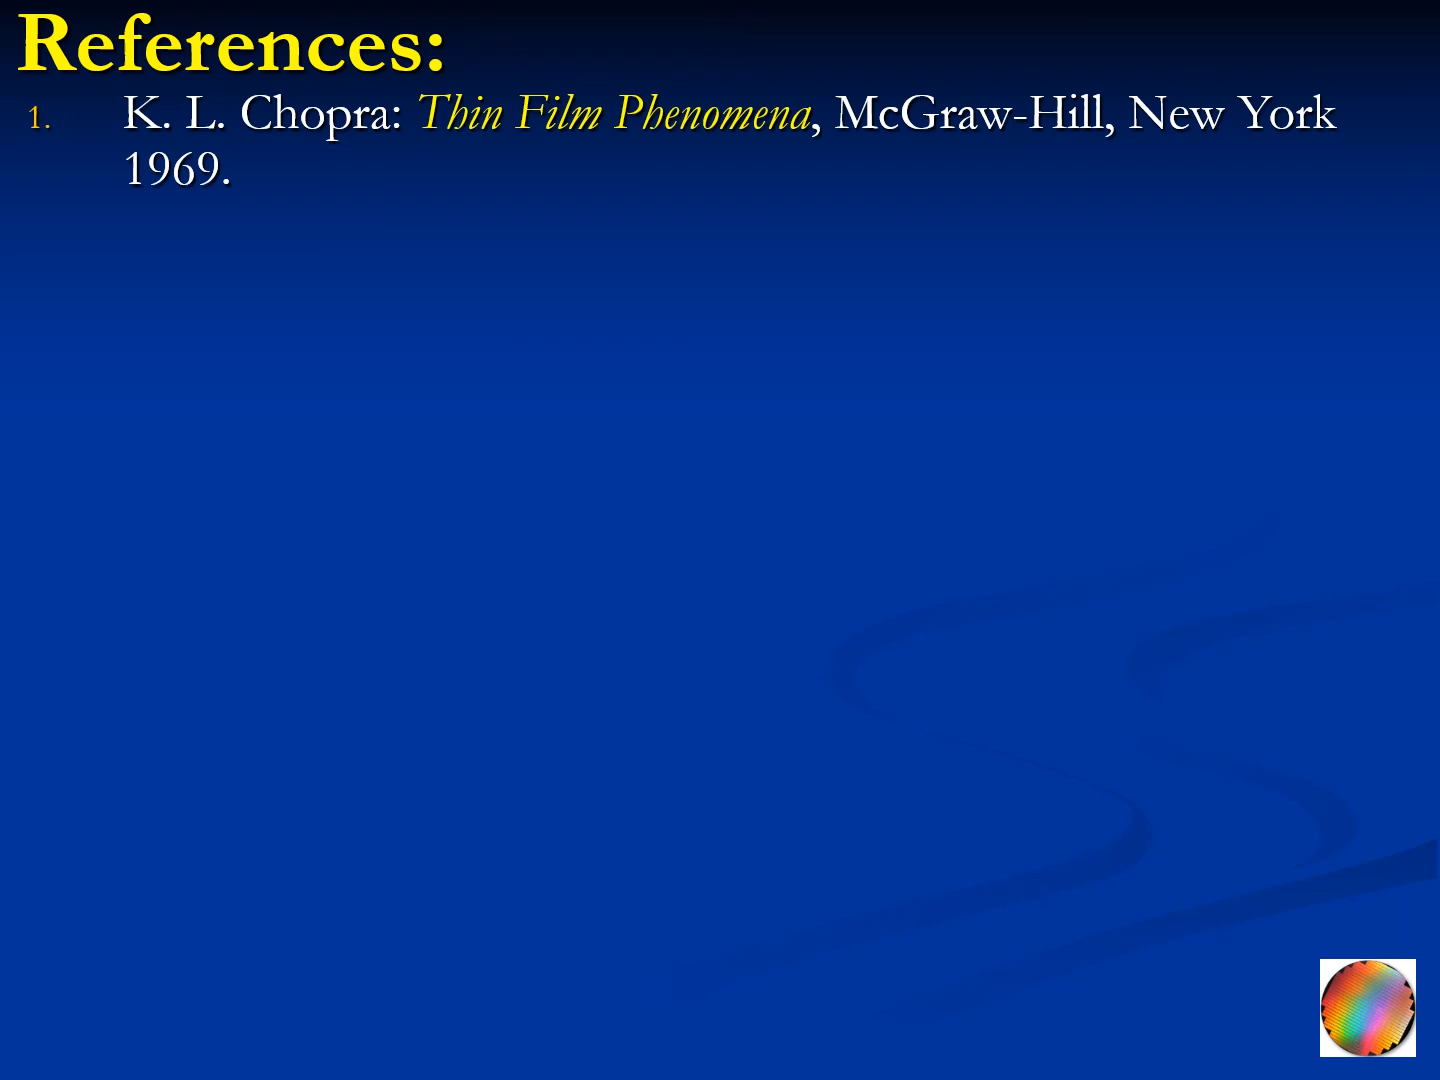 References:
1. K. L. Chopra: Thin Film Phenomena, McGraw-Hill, New York
1969.